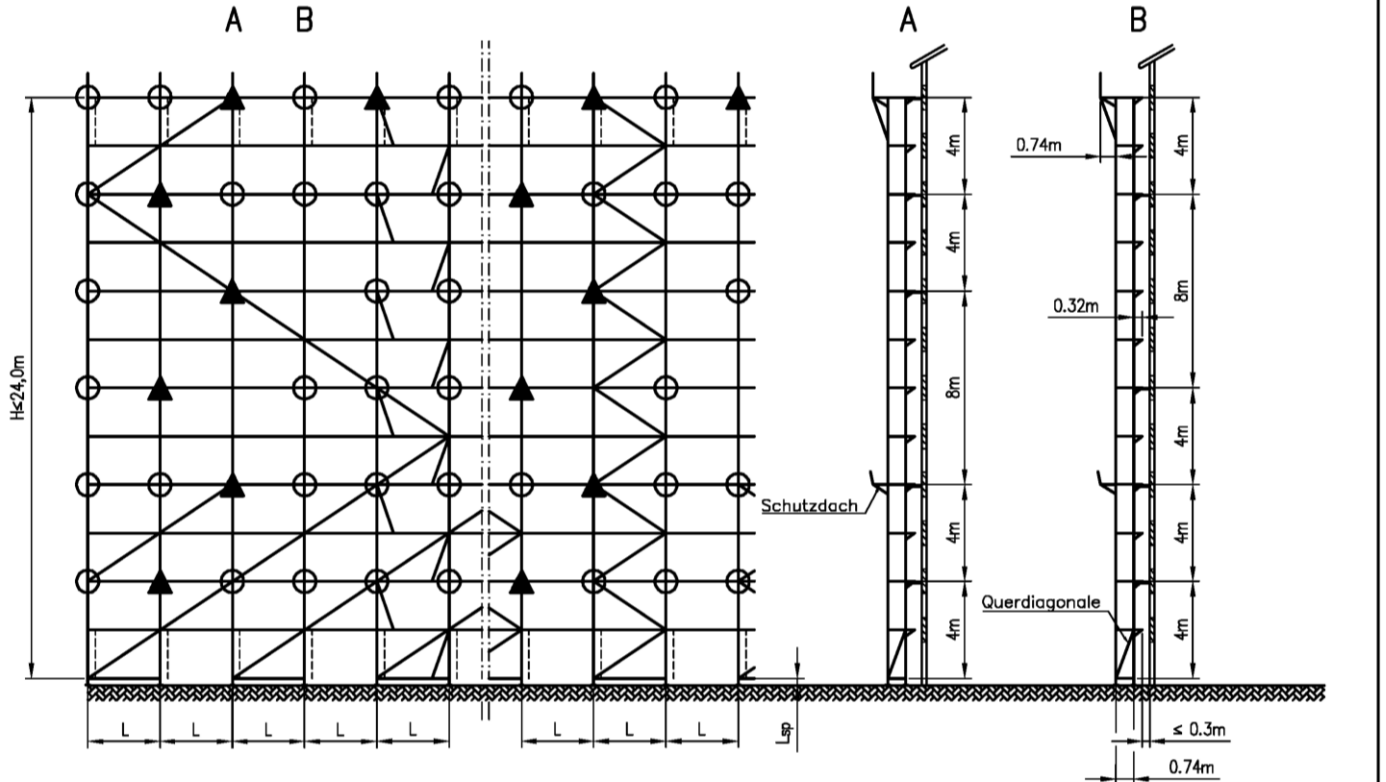 A B A B
H≤24,0m
4m
4m
8m
4m
4m
Schutzdach
0.74m
0.32m
4m
8m
4m
4m
4m
Querdiagonale
L L L L L L L L
Lsp
≤ 0.3m
0.74m